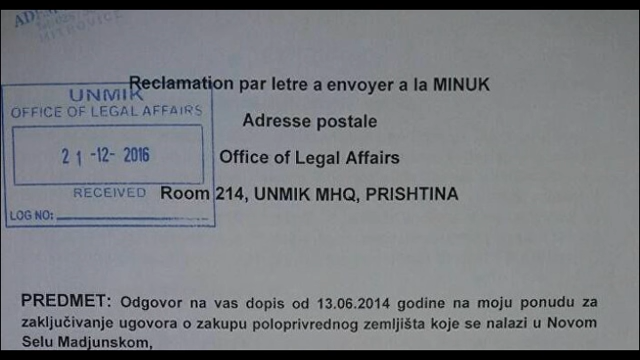 MITROVICE
Reclamation par letre a envoyer a la MINUK
UNMIK
OFFICE OF LEGAL AFFAIRS
Adresse postale
21 -12- 2016
Office of Legal Affairs
RECEIVED
Room 214, UNMIK MHQ, PRISHTINA
LOG NO:
PREDMET: Odgovor na vas dopis od 13.06.2014 godine na moju ponudu za
zaključivanje ugovora o zakupu poloprivrednog zemljišta koje se nalazi u Novom
Selu Madjunskom,